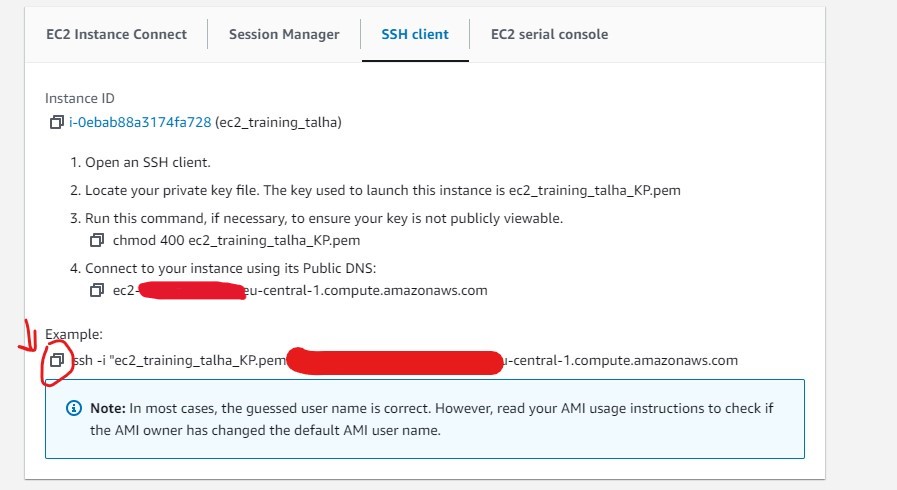 EC2 Instance Connect Session Manager SSH client EC2 serial console
Instance ID
i-0ebab88a3174fa728 (ec2_training_talha)
1. Open an SSH client.
2. Locate your private key file. The key used to launch this instance is ec2_training_talha_KP.pem
3. Run this command, if necessary, to ensure your key is not publicly viewable.
chmod 400 ec2_training_talha_KP.pem
4. Connect to your instance using its Public DNS:
ec2- eu-central-1.compute.amazonaws.com
Example:
ssh -i "ec2_training_talha_KP.pem -central-1.compute.amazonaws.com
Note: In most cases, the guessed user name is correct. However, read your AMI usage instructions to check if
the AMI owner has changed the default AMI user name.